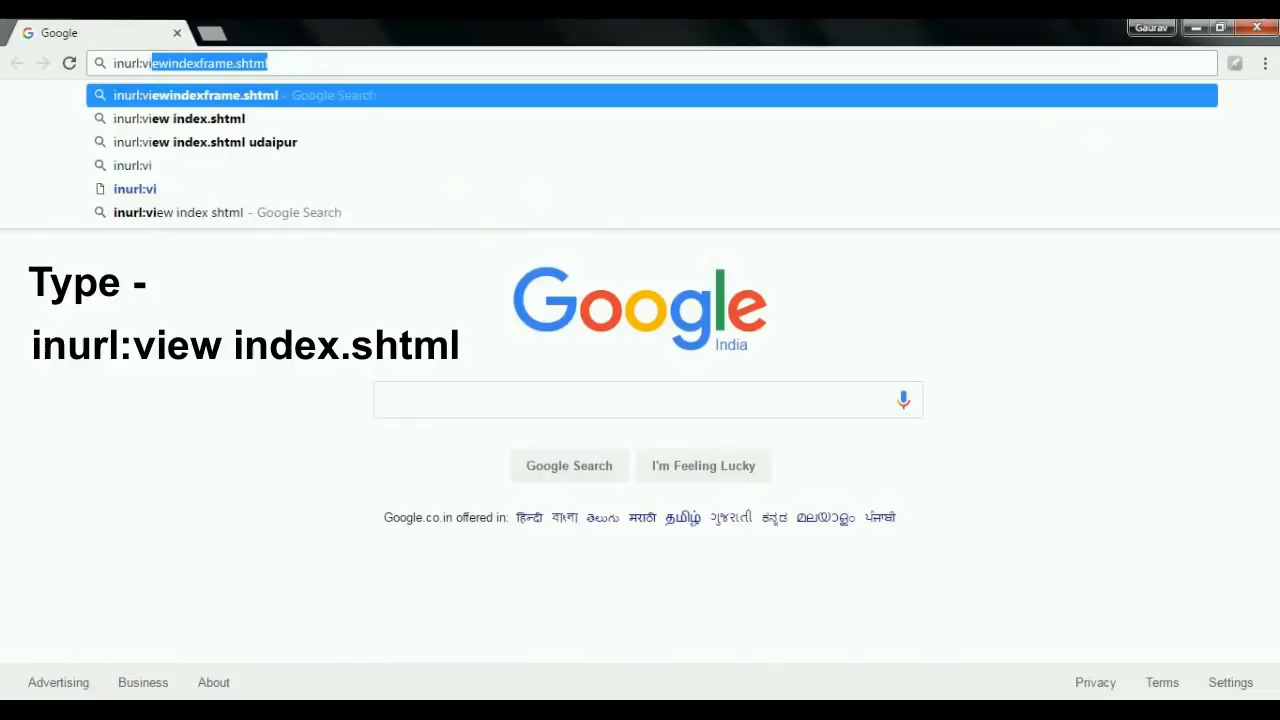 Google
Gaurav
inurl:viewindexframe.shtml
inurl:viewindexframe.shtml - Google Search
inurl:view index.shtml
inurl:view index.shtml udaipur
inurl:vi
inurl:vi
inurl:view index shtml - Google Search
Type -
inurl:view index.shtml
Google
India
Google Search
I'm Feeling Lucky
Google.co.in offered in: हिन्दी বাংলা తెలుగు मराठी தமிழ் ગુજરાતી ಕನ್ನಡ മലയാളം ਪੰਜਾਬੀ
Advertising Business About Privacy Terms Settings